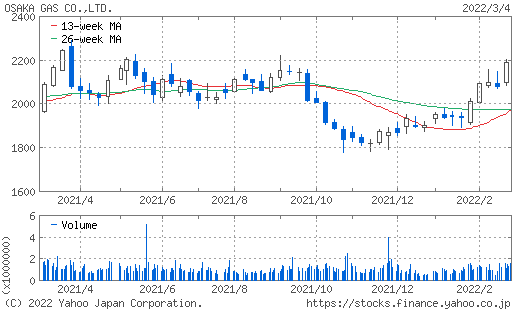 OSAKA GAS CO.,LTD. 2022/3/4
2400
13-week MA
26-week MA
2200
2000
1800
1600
2021/4 2021/6 2021/8 2021/10 2021/12 2022/2
6
Volume
4
2
0
(x1000000)
2021/4 2021/6 2021/8 2021/10 2021/12 2022/2
(C) 2022 Yahoo Japan Corporation. https://stocks.finance.yahoo.co.jp/